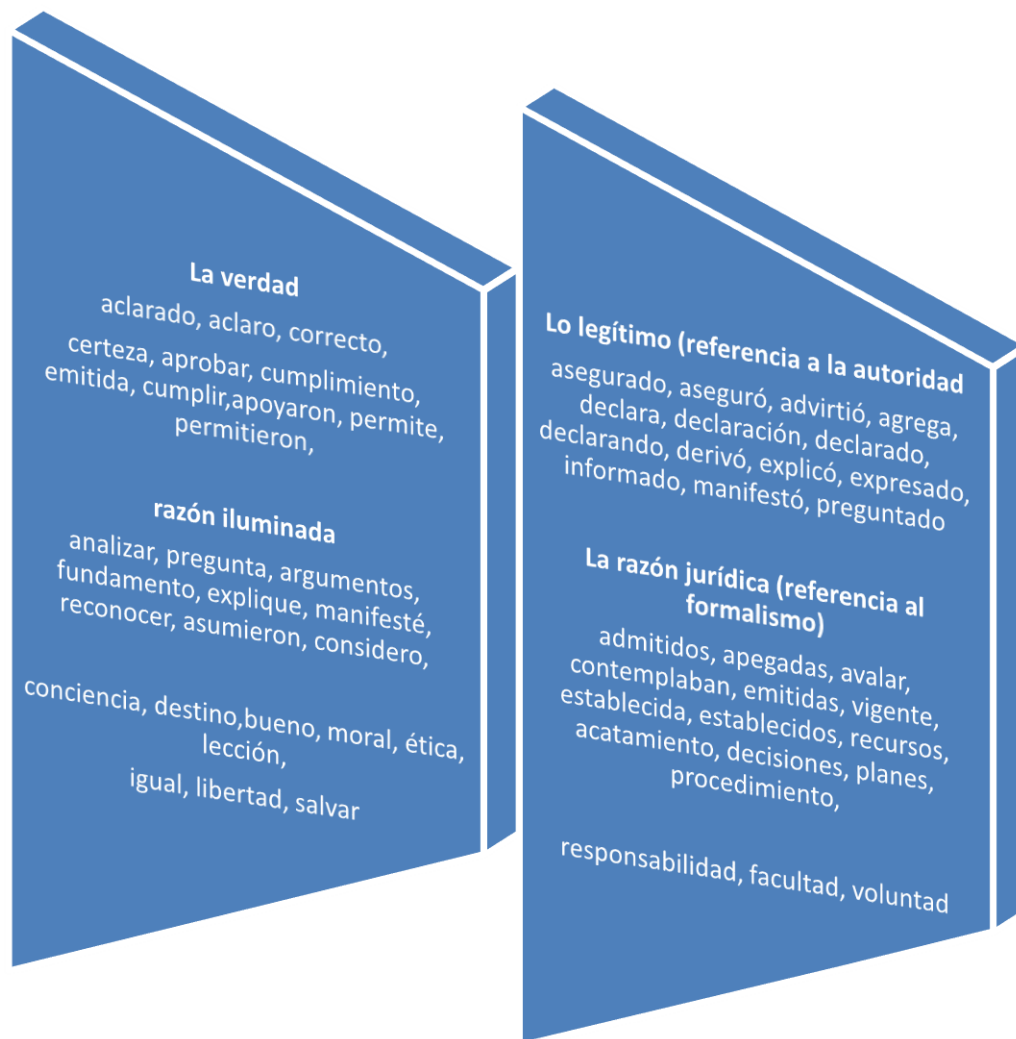 La verdad
aclarado, aclaro, correcto,
certeza, aprobar, cumplimiento,
emitida, cumplir,apoyaron, permite,
permitieron,
razón iluminada
analizar, pregunta, argumentos,
fundamento, explique, manifesté,
reconocer, asumieron, considero,
conciencia, destino,bueno, moral, ética,
lección,
igual, libertad, salvar
Lo legítimo (referencia a la autoridad
asegurado, aseguró, advirtió, agrega,
declara, declaración, declarado,
declarando, derivó, explicó, expresado,
informado, manifestó, preguntado
La razón jurídica (referencia al
formalismo)
admitidos, apegadas, avalar,
contemplaban, emitidas, vigente,
establecida, establecidos, recursos,
acatamiento, decisiones, planes,
procedimiento,
responsabilidad, facultad, voluntad